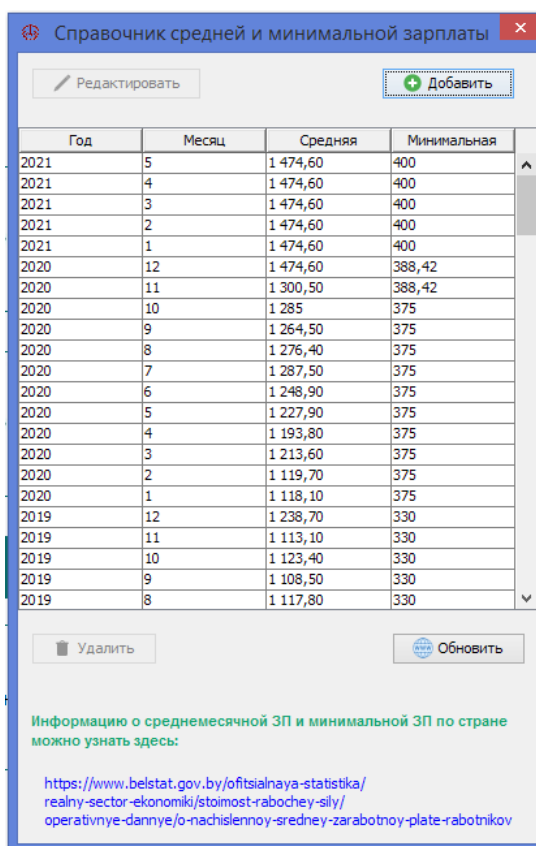 Справочник средней и минимальной зарплаты
Редактировать Добавить
Год Месяц Средняя Минимальная
2021 5 1 474,60 400
2021 4 1 474,60 400
2021 3 1 474,60 400
2021 2 1 474,60 400
2021 1 1 474,60 400
2020 12 1 474,60 388,42
2020 11 1 300,50 388,42
2020 10 1 285 375
2020 9 1 264,50 375
2020 8 1 276,40 375
2020 7 1 287,50 375
2020 6 1 248,90 375
2020 5 1 227,90 375
2020 4 1 193,80 375
2020 3 1 213,60 375
2020 2 1 119,70 375
2020 1 1 118,10 375
2019 12 1 238,70 330
2019 11 1 113,10 330
2019 10 1 123,40 330
2019 9 1 108,50 330
2019 8 1 117,80 330
Удалить Обновить
Информацию о среднемесячной ЗП и минимальной ЗП по стране
можно узнать здесь:
https://www.belstat.gov.by/ofitsialnaya-statistika/
realny-sector-ekonomiki/stoimost-rabochey-sily/
operativnye-dannye/o-nachislennoy-sredney-zarabotnoy-plate-rabotnikov